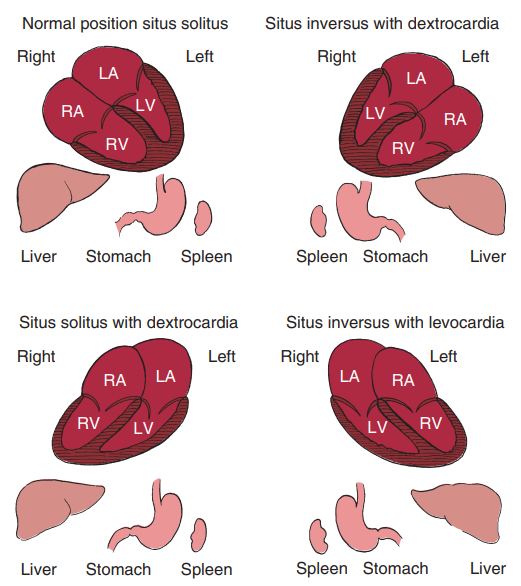 Normal position situs solitus
Right
Left
LA
RA
LV
RV
Liver
Stomach
Spleen
Situs inversus with dextrocardia
Right
Left
LA
LV
RA
RV
Spleen
Stomach
Liver
Situs solitus with dextrocardia
Right
Left
RA
LA
RV
LV
Liver
Stomach
Spleen
Situs inversus with levocardia
Right
Left
LA
RA
LV
RV
Spleen
Stomach
Liver